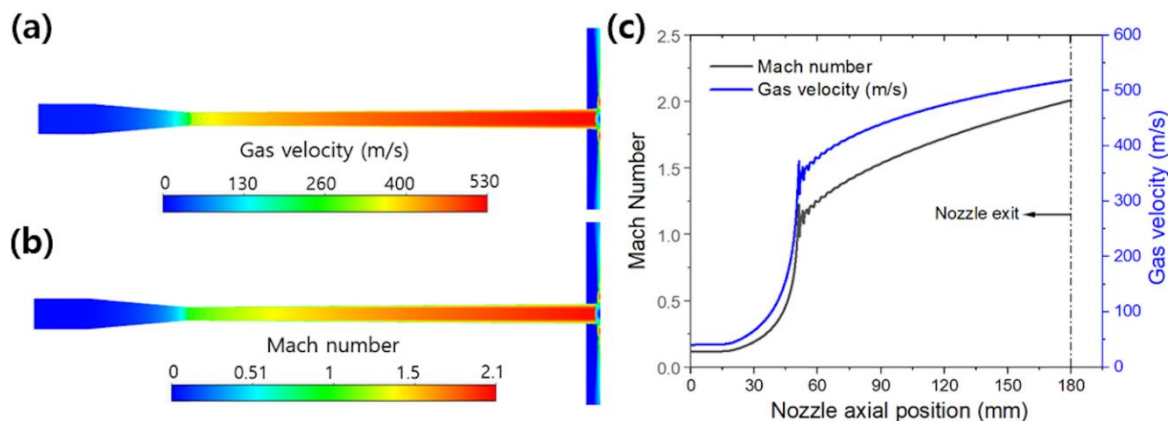 (a)
Gas velocity (m/s)
0 130 260 400 530
(b)
Mach number
0 0.51 1 1.5 2.1
(c)
2.5
2.0
1.5
1.0
0.5
0.0
Mach Number
Mach number
Gas velocity (m/s)
Nozzle exit
600
500
400
300
200
100
0
Gas velocity (m/s)
0 30 60 90 120 150 180
Nozzle axial position (mm)